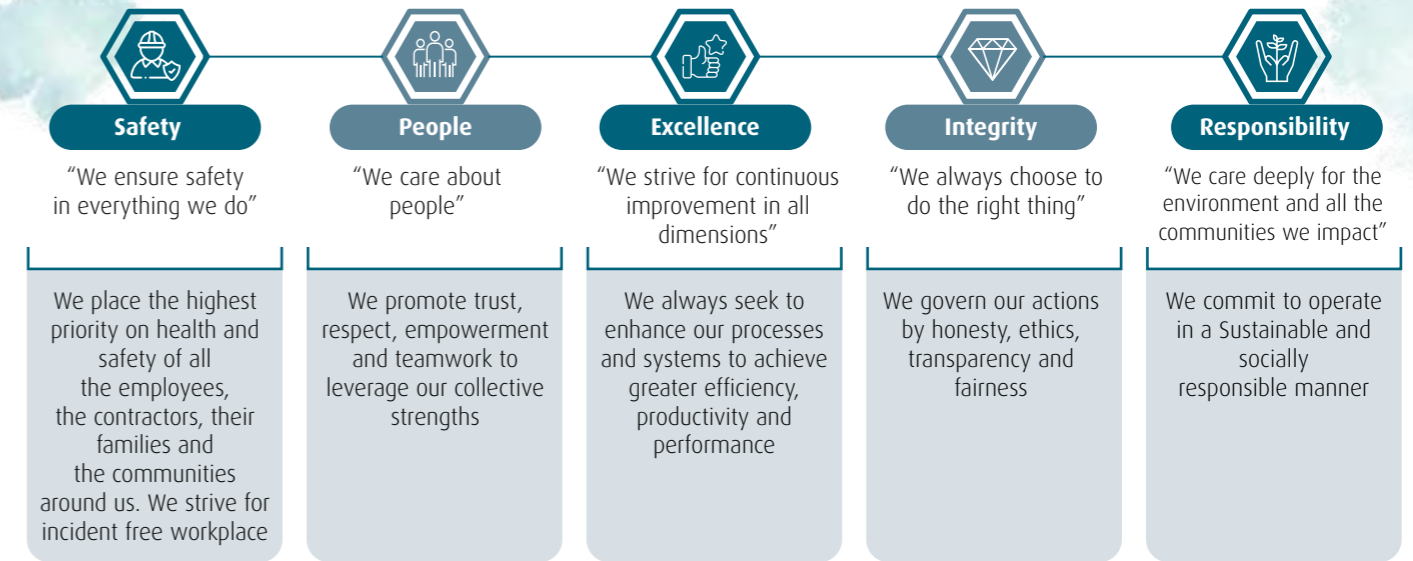 Safety
"We ensure safety
in everything we do"
We place the highest
priority on health and
safety of all
the employees,
the contractors, their
families and
the communities
around us. We strive for
incident free workplace
People
"We care about
people"
We promote trust,
respect, empowerment
and teamwork to
leverage our collective
strengths
Excellence
"We strive for continuous
improvement in all
dimensions"
We always seek to
enhance our processes
and systems to achieve
greater efficiency,
productivity and
performance
Integrity
"We always choose to
do the right thing"
We govern our actions
by honesty, ethics,
transparency and
fairness
Responsibility
"We care deeply for the
environment and all the
communities we impact"
We commit to operate
in a Sustainable and
socially
responsible manner